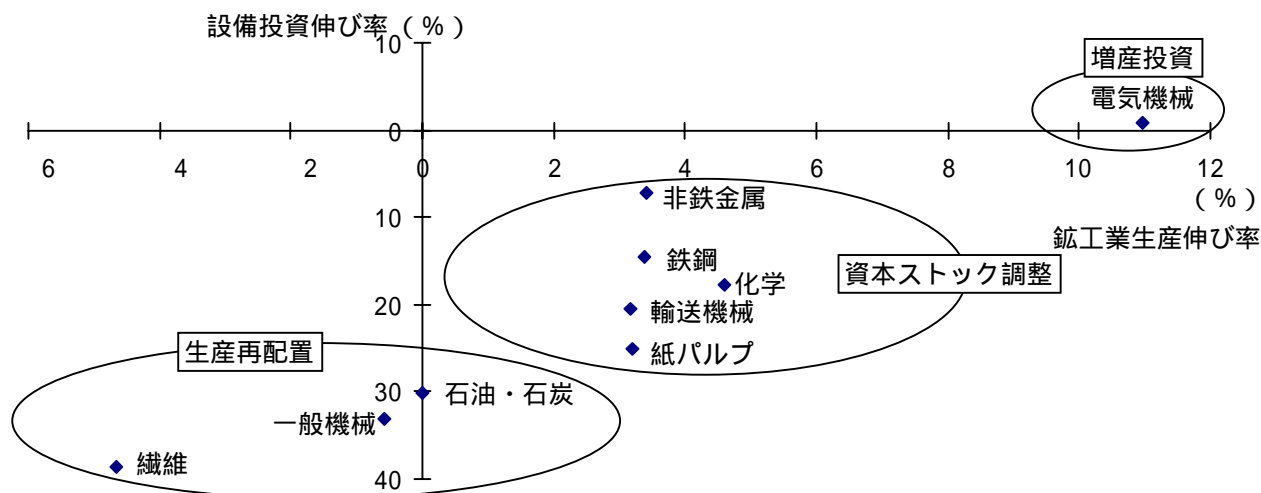 設備投資伸び率（％）
10
増産投資
電気機械
0
6 4 2 0 2 4 6 8 10 12
（％）
非鉄金属
10
鉱工業生産伸び率
鉄鋼
資本ストック調整
化学
20
輸送機械
紙パルプ
生産再配置
30
石油・石炭
一般機械
繊維
40